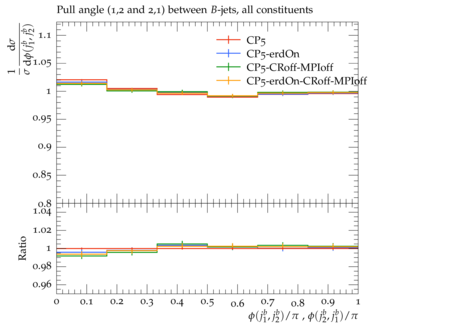 Pull angle (1,2 and 2,1) between B-jets, all constituents
1/σ dσ/dϕ(j₁ᵇ, j₂ᵇ)
CP5
CP5-erdOn
CP5-CRoff-MPIoff
CP5-erdOn-CRoff-MPIoff
1.1
1.05
1
0.95
0.9
0.85
0.8
Ratio
1.04
1.02
1
0.98
0.96
0 0.1 0.2 0.3 0.4 0.5 0.6 0.7 0.8 0.9 1
ϕ(j₁ᵇ, j₂ᵇ)/π , ϕ(j₂ᵇ, j₁ᵇ)/π